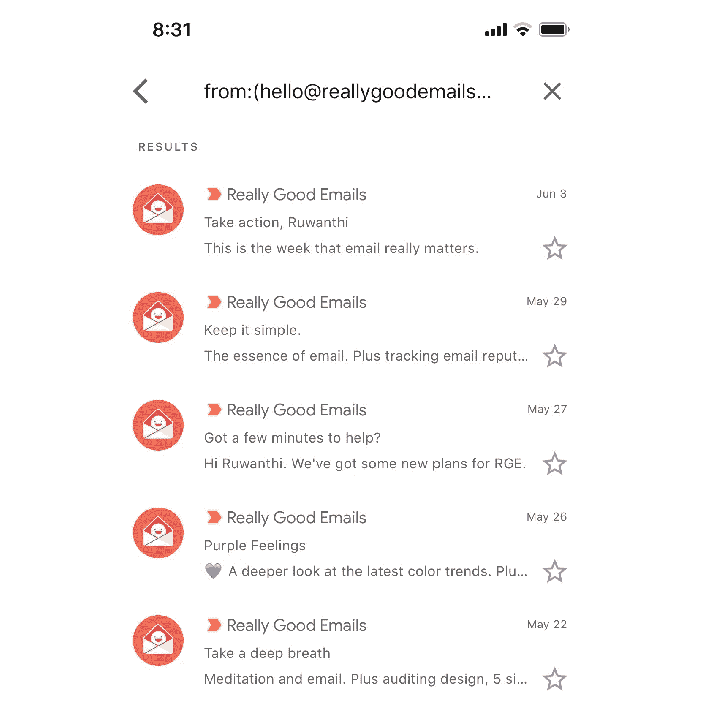 8:31
from:(hello@reallygoodemails...
RESULTS
Really Good Emails
Jun 3
Take action, Ruwanthi
This is the week that email really matters.
Really Good Emails
May 29
Keep it simple.
The essence of email. Plus tracking email reput...
Really Good Emails
May 27
Got a few minutes to help?
Hi Ruwanthi. We've got some new plans for RGE.
Really Good Emails
May 26
Purple Feelings
🖤 A deeper look at the latest color trends. Plu...
Really Good Emails
May 22
Take a deep breath
Meditation and email. Plus auditing design, 5 si...